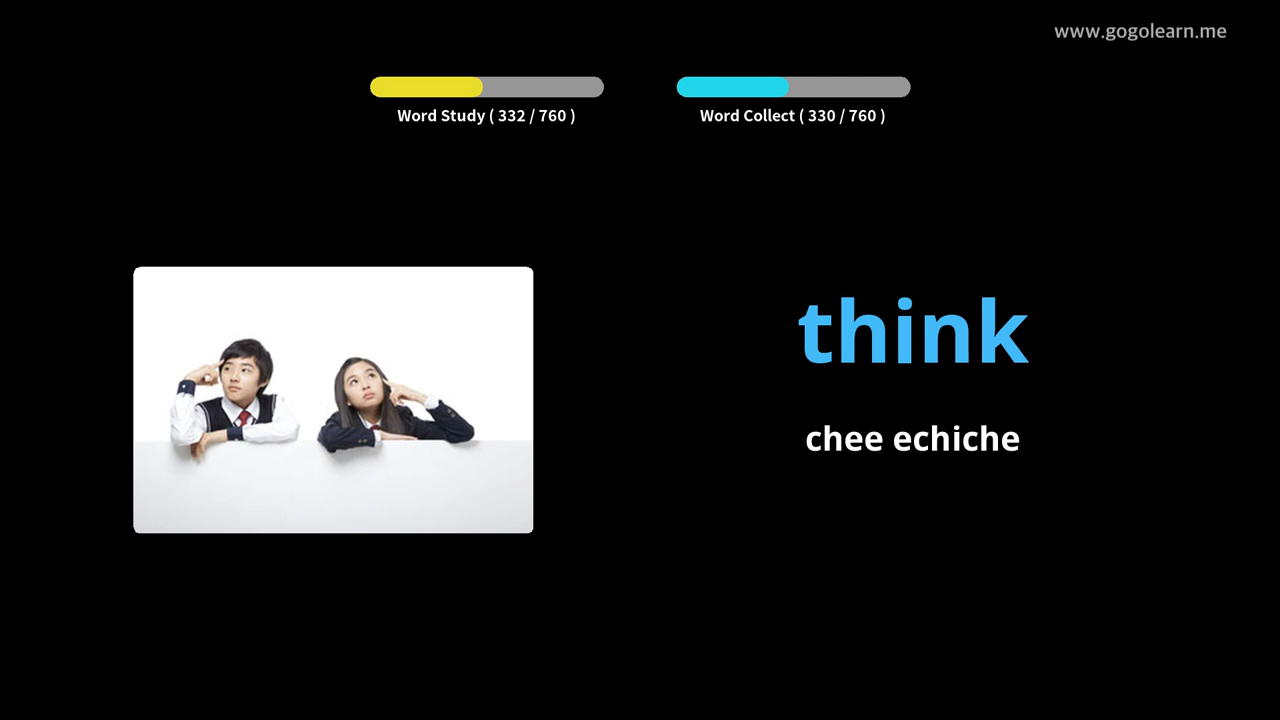 www.gogolearn.me
Word Study ( 332 / 760 )
Word Collect ( 330 / 760 )
think
chee echiche